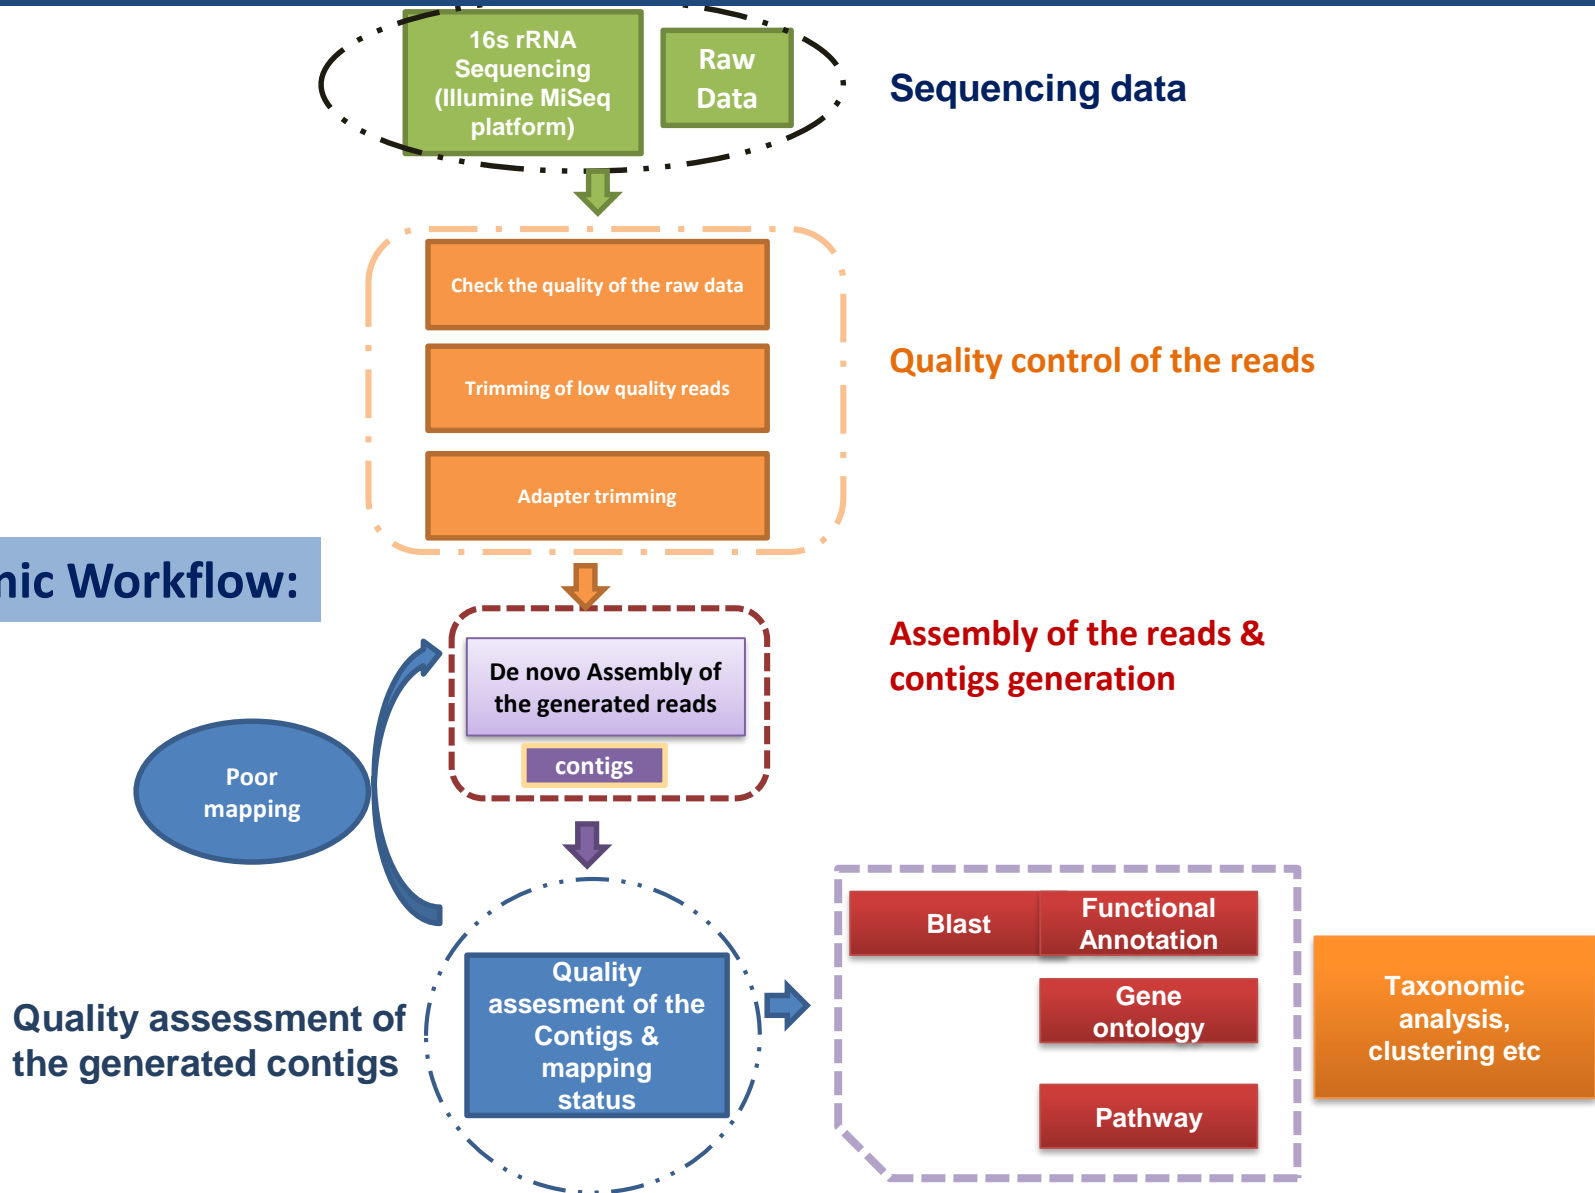 16s rRNA
Sequencing
(Illumine MiSeq
platform)
Raw
Data
Sequencing data
Check the quality of the raw data
Trimming of low quality reads
Adapter trimming
Quality control of the reads
Workflow:
De novo Assembly of
the generated reads
contigs
Assembly of the reads &
contigs generation
Poor
mapping
Quality assessment of
the generated contigs
Quality
assesment of the
Contigs &
mapping
status
Blast
Functional
Annotation
Gene
ontology
Pathway
Taxonomic
analysis,
clustering etc